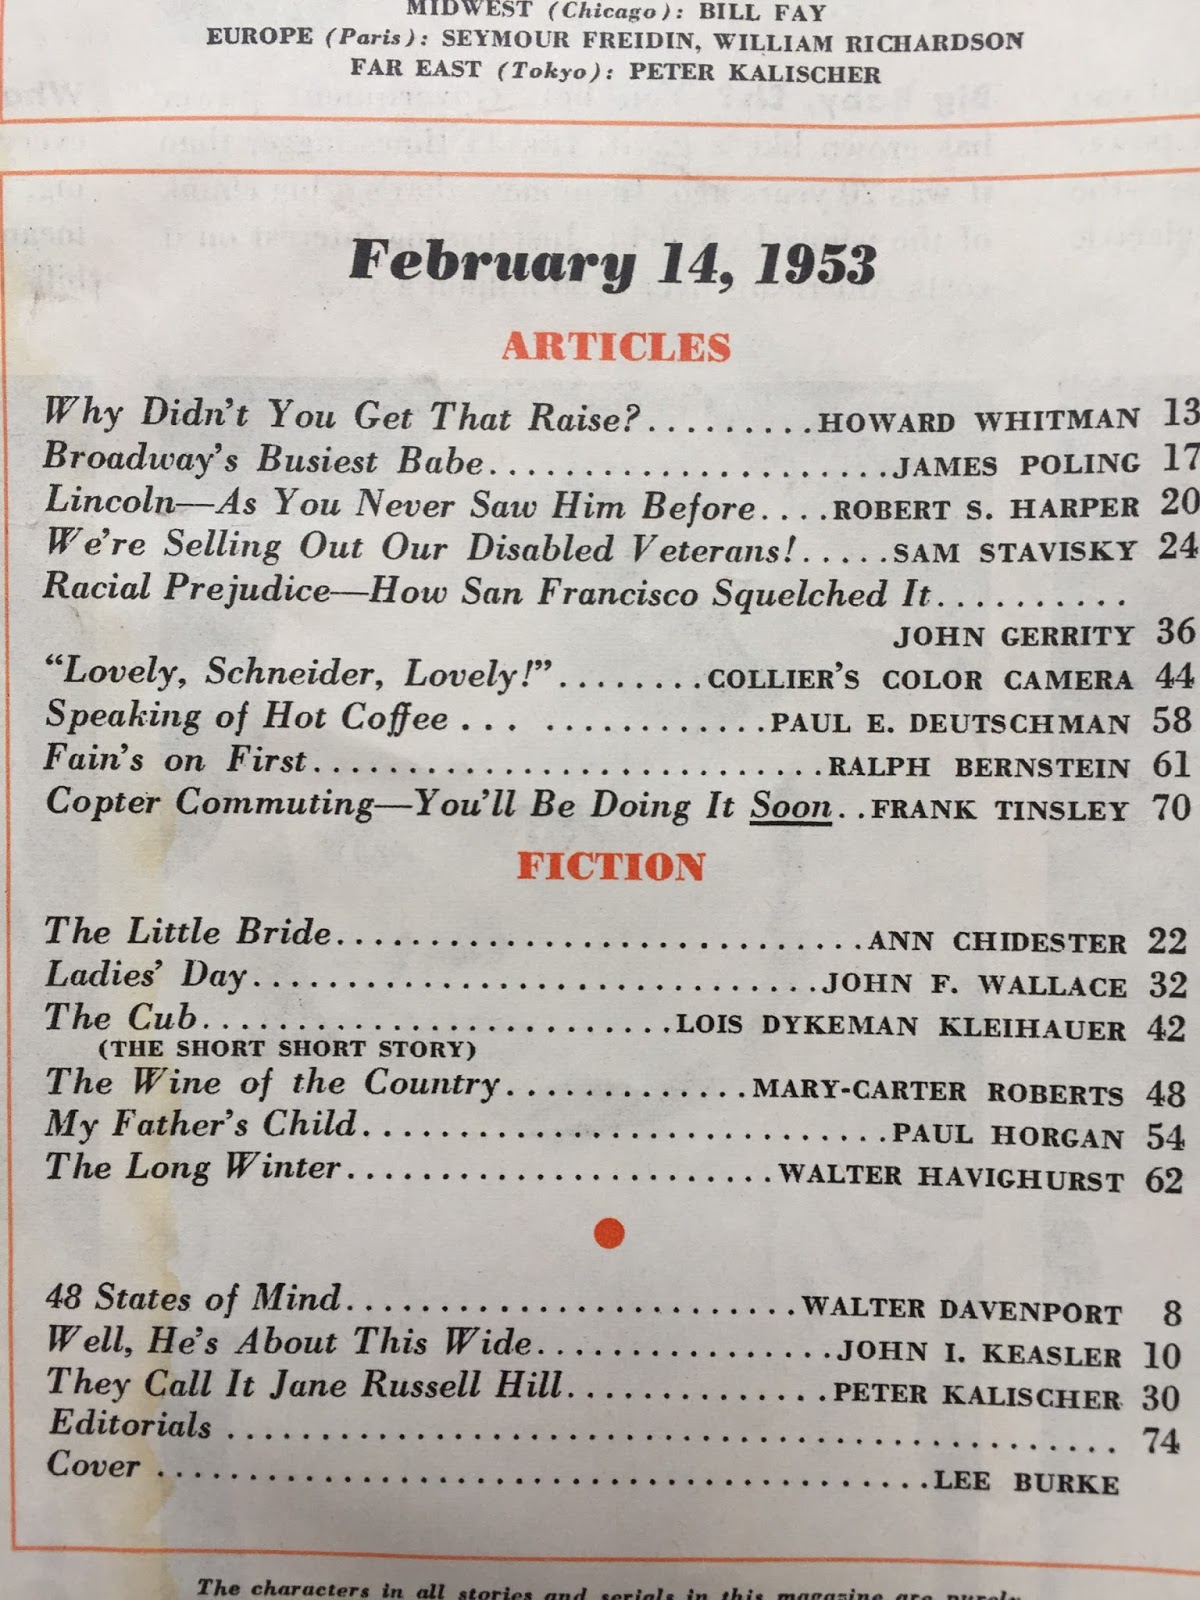 MIDWEST (Chicago): BILL FAY
EUROPE (Paris): SEYMOUR FREIDIN, WILLIAM RICHARDSON
FAR EAST (Tokyo): PETER KALISCHER
February 14, 1953
ARTICLES
Why Didn't You Get That Raise?.........HOWARD WHITMAN 13
Broadway's Busiest Babe......................JAMES POLING 17
Lincoln—As You Never Saw Him Before....ROBERT S. HARPER 20
We're Selling Out Our Disabled Veterans!.....SAM STAVISKY 24
Racial Prejudice—How San Francisco Squelched It..........
JOHN GERRITY 36
"Lovely, Schneider, Lovely!"........COLLIER'S COLOR CAMERA 44
Speaking of Hot Coffee ... ............PAUL E. DEUTSCHMAN 58
Fain's on First...........................RALPH BERNSTEIN 61
Copter Commuting—You'll Be Doing It Soon..FRANK TINSLEY 70
FICTION
The Little Bride............................ANN CHIDESTER 22
Ladies' Day..............................JOHN F. WALLACE 32
The Cub.........................LOIS DYKEMAN KLEIHAUER 42
(THE SHORT SHORT STORY)
The Wine of the Country.............MARY-CARTER ROBERTS 48
My Father's Child............................PAUL HORGAN 54
The Long Winter.......................WALTER HAVIGHURST 62
48 States of Mind........................WALTER DAVENPORT 8
Well, He's About This Wide................JOHN I. KEASLER 10
They Call It Jane Russell Hill..............PETER KALISCHER 30
Editorials ............................................... 74
Cover .........................................LEE BURKE
The characters in all stories and serials in this magazine are purely